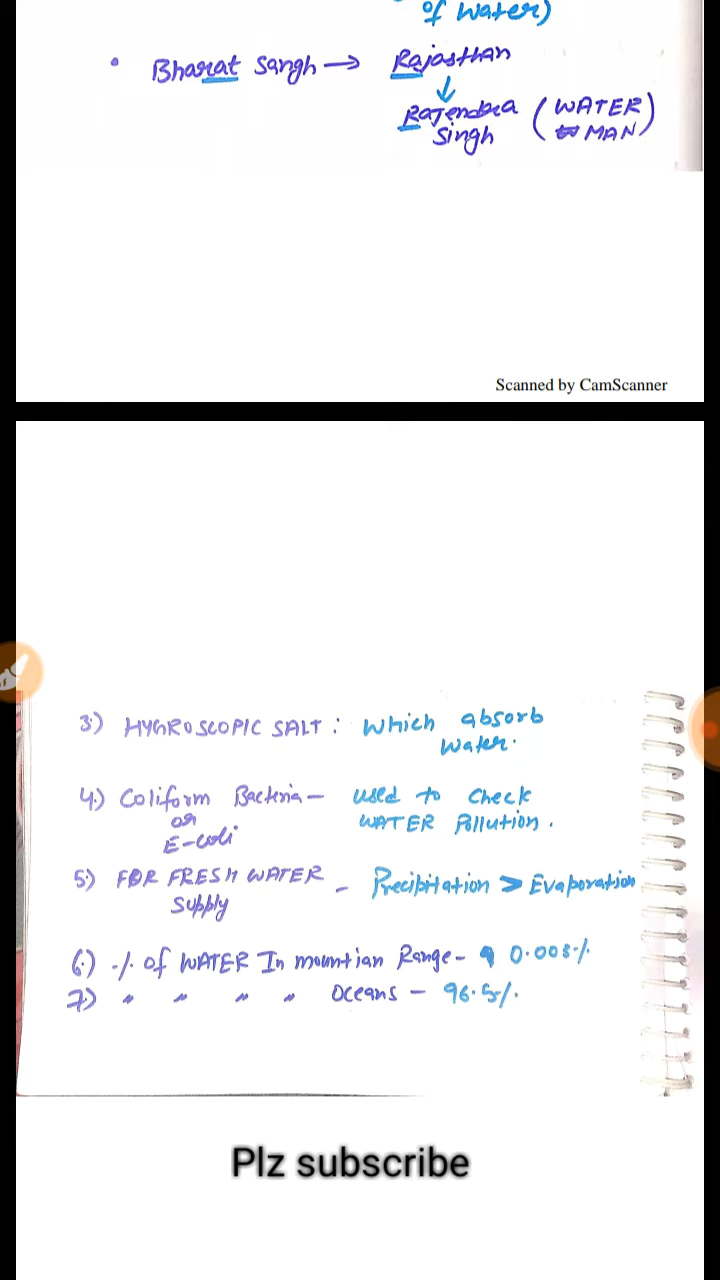 of water)
• Bharat Sangh → Rajasthan
↓
Rajendra (WATER
Singh MAN)
Scanned by CamScanner
3) HYGROSCOPIC SALT : Which absorb
water.
4.) Coliform Bacteria — used to check
or WATER Pollution.
E-coli
5) FOR FRESH WATER - Precipitation > Evaporation
Supply
6.) % of WATER In mountian Range - 0.003%
7.) " " " " Oceans - 96.5%.
Plz subscribe